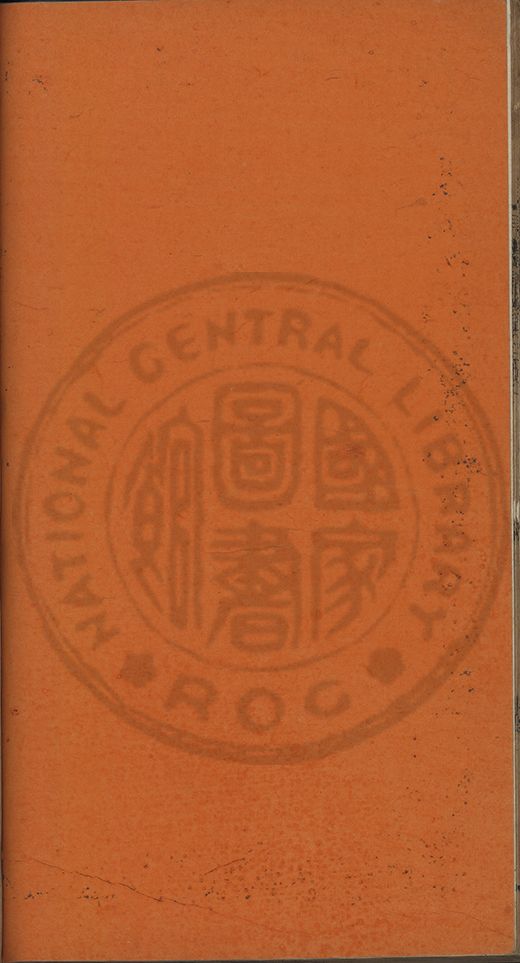 NATIONAL CENTRAL LIBRARY
國家
圖書
館
ROC